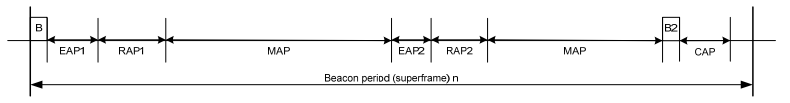 B B2
EAP1 RAP1 MAP EAP2 RAP2 MAP CAP
Beacon period (superframe) n